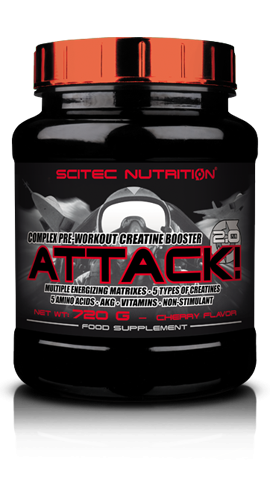 SCITEC NUTRITION
COMPLEX PRE-WORKOUT CREATINE BOOSTER
2.0
ATTACK!
MULTIPLE ENERGIZING MATRIXES - 5 TYPES OF CREATINES
5 AMINO ACIDS - AKG - VITAMINS - NON-STIMULANT
NET WT. 720 G - CHERRY FLAVOR
FOOD SUPPLEMENT